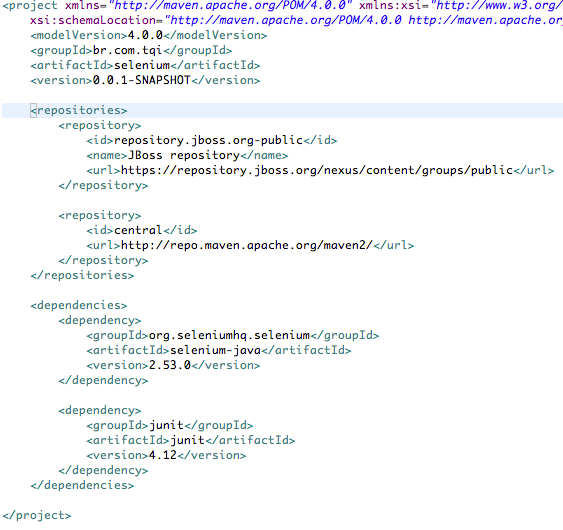 <project xmlns="http://maven.apache.org/POM/4.0.0" xmlns:xsi="http://www.w3.org/
xsi:schemaLocation="http://maven.apache.org/POM/4.0.0 http://maven.apache.org/
<modelVersion>4.0.0</modelVersion>
<groupId>br.com.tqi</groupId>
<artifactId>selenium</artifactId>
<version>0.0.1-SNAPSHOT</version>
<repositories>
<repository>
<id>repository.jboss.org-public</id>
<name>JBoss repository</name>
<url>https://repository.jboss.org/nexus/content/groups/public</url>
</repository>
<repository>
<id>central</id>
<url>http://repo.maven.apache.org/maven2/</url>
</repository>
</repositories>
<dependencies>
<dependency>
<groupId>org.seleniumhq.selenium</groupId>
<artifactId>selenium-java</artifactId>
<version>2.53.0</version>
</dependency>
<dependency>
<groupId>junit</groupId>
<artifactId>junit</artifactId>
<version>4.12</version>
</dependency>
</dependencies>
</project>